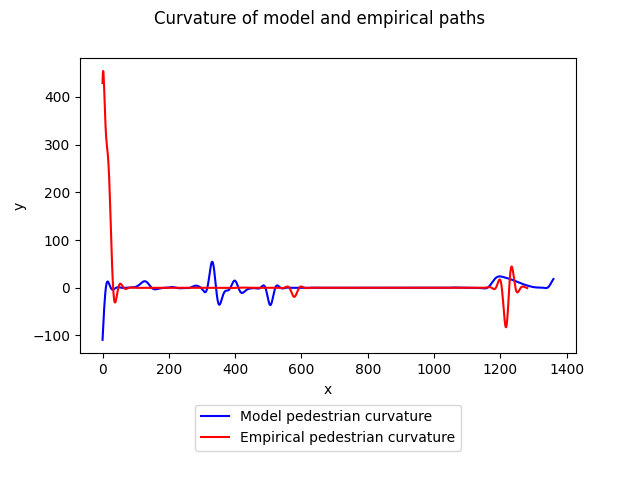 Curvature of model and empirical paths
400
300
200
100
0
−100
y
0 200 400 600 800 1000 1200 1400
x
Model pedestrian curvature
Empirical pedestrian curvature